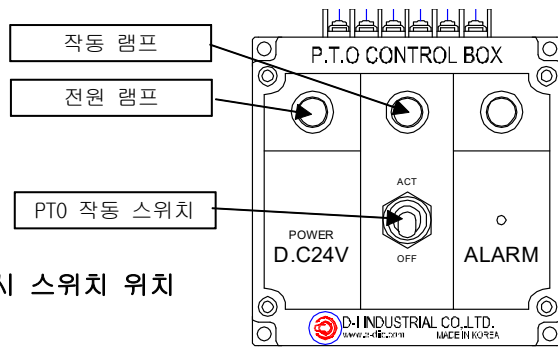 작동 램프
전원 램프
PTO 작동 스위치
시 스위치 위치
P.T.O CONTROL BOX
ACT
OFF
POWER
D.C24V
ALARM
D-I INDUSTRIAL CO.,LTD.
MADE IN KOREA